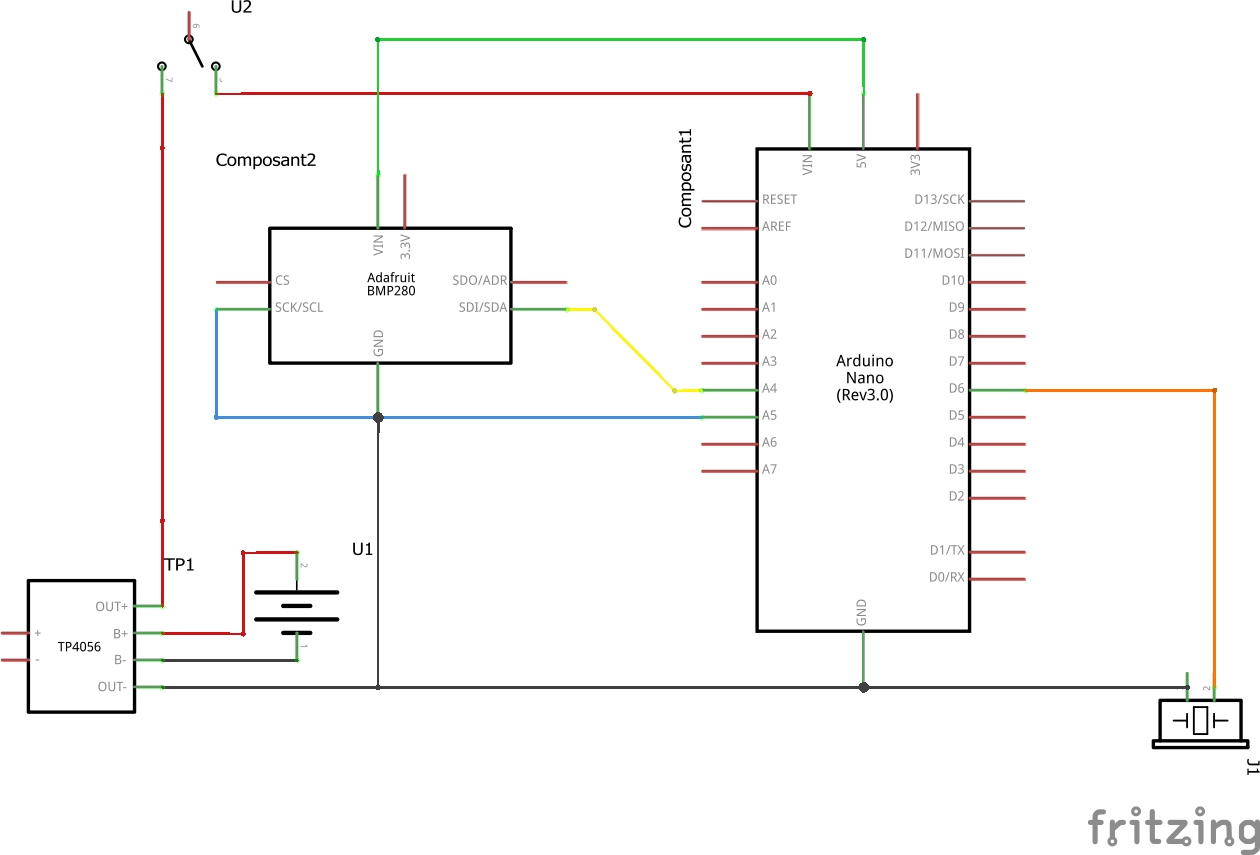 U2
6
7
Composant2
Composant1
VIN
5V
3V3
RESET
AREF
A0
A1
A2
A3
A4
A5
A6
A7
D13/SCK
D12/MISO
D11/MOSI
D10
D9
D8
D7
D6
D5
D4
D3
D2
D1/TX
D0/RX
GND
Arduino
Nano
(Rev3.0)
VIN
3.3V
CS
SCK/SCL
SDO/ADR
SDI/SDA
GND
Adafruit
BMP280
U1
2
1
TP1
OUT+
B+
B-
OUT-
+
-
TP4056
2
J1
fritzing